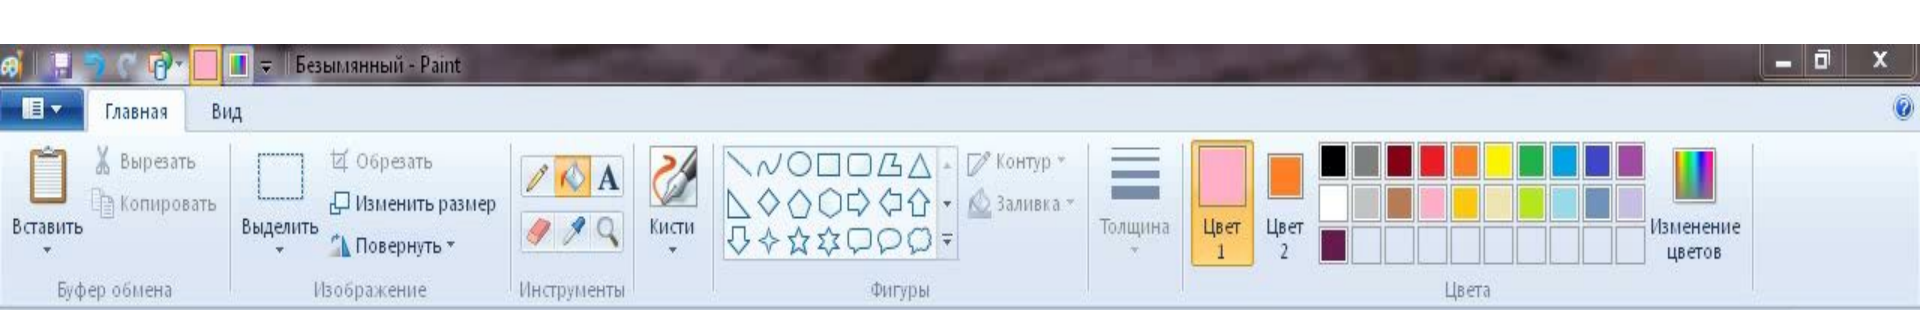 Безымянный - Paint
Главная Вид
Вставить
Вырезать
Копировать
Буфер обмена
Выделить
Обрезать
Изменить размер
Повернуть
Изображение
A
Инструменты
Кисти
Контур
Заливка
Фигуры
Толщина
Цвет
1
Цвет
2
Изменение
цветов
Цвета